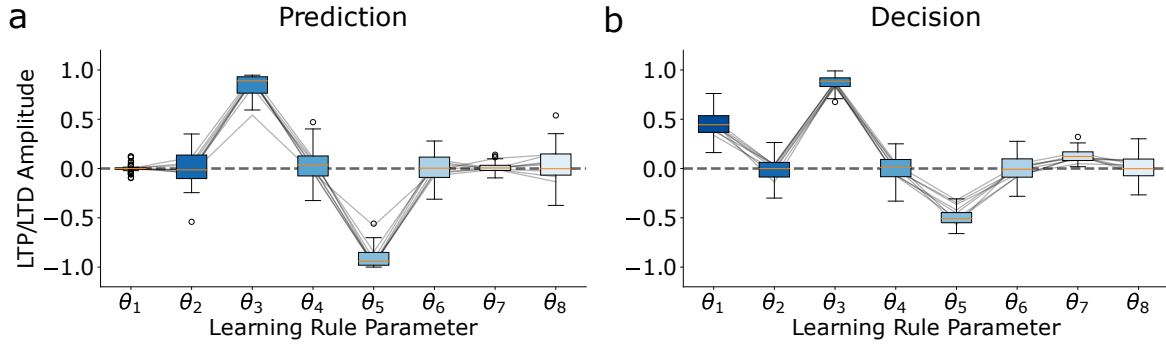 a Prediction
LTP/LTD Amplitude
1.0
0.5
0.0
−0.5
−1.0
θ1 θ2 θ3 θ4 θ5 θ6 θ7 θ8
Learning Rule Parameter
b Decision
1.0
0.5
0.0
−0.5
−1.0
θ1 θ2 θ3 θ4 θ5 θ6 θ7 θ8
Learning Rule Parameter